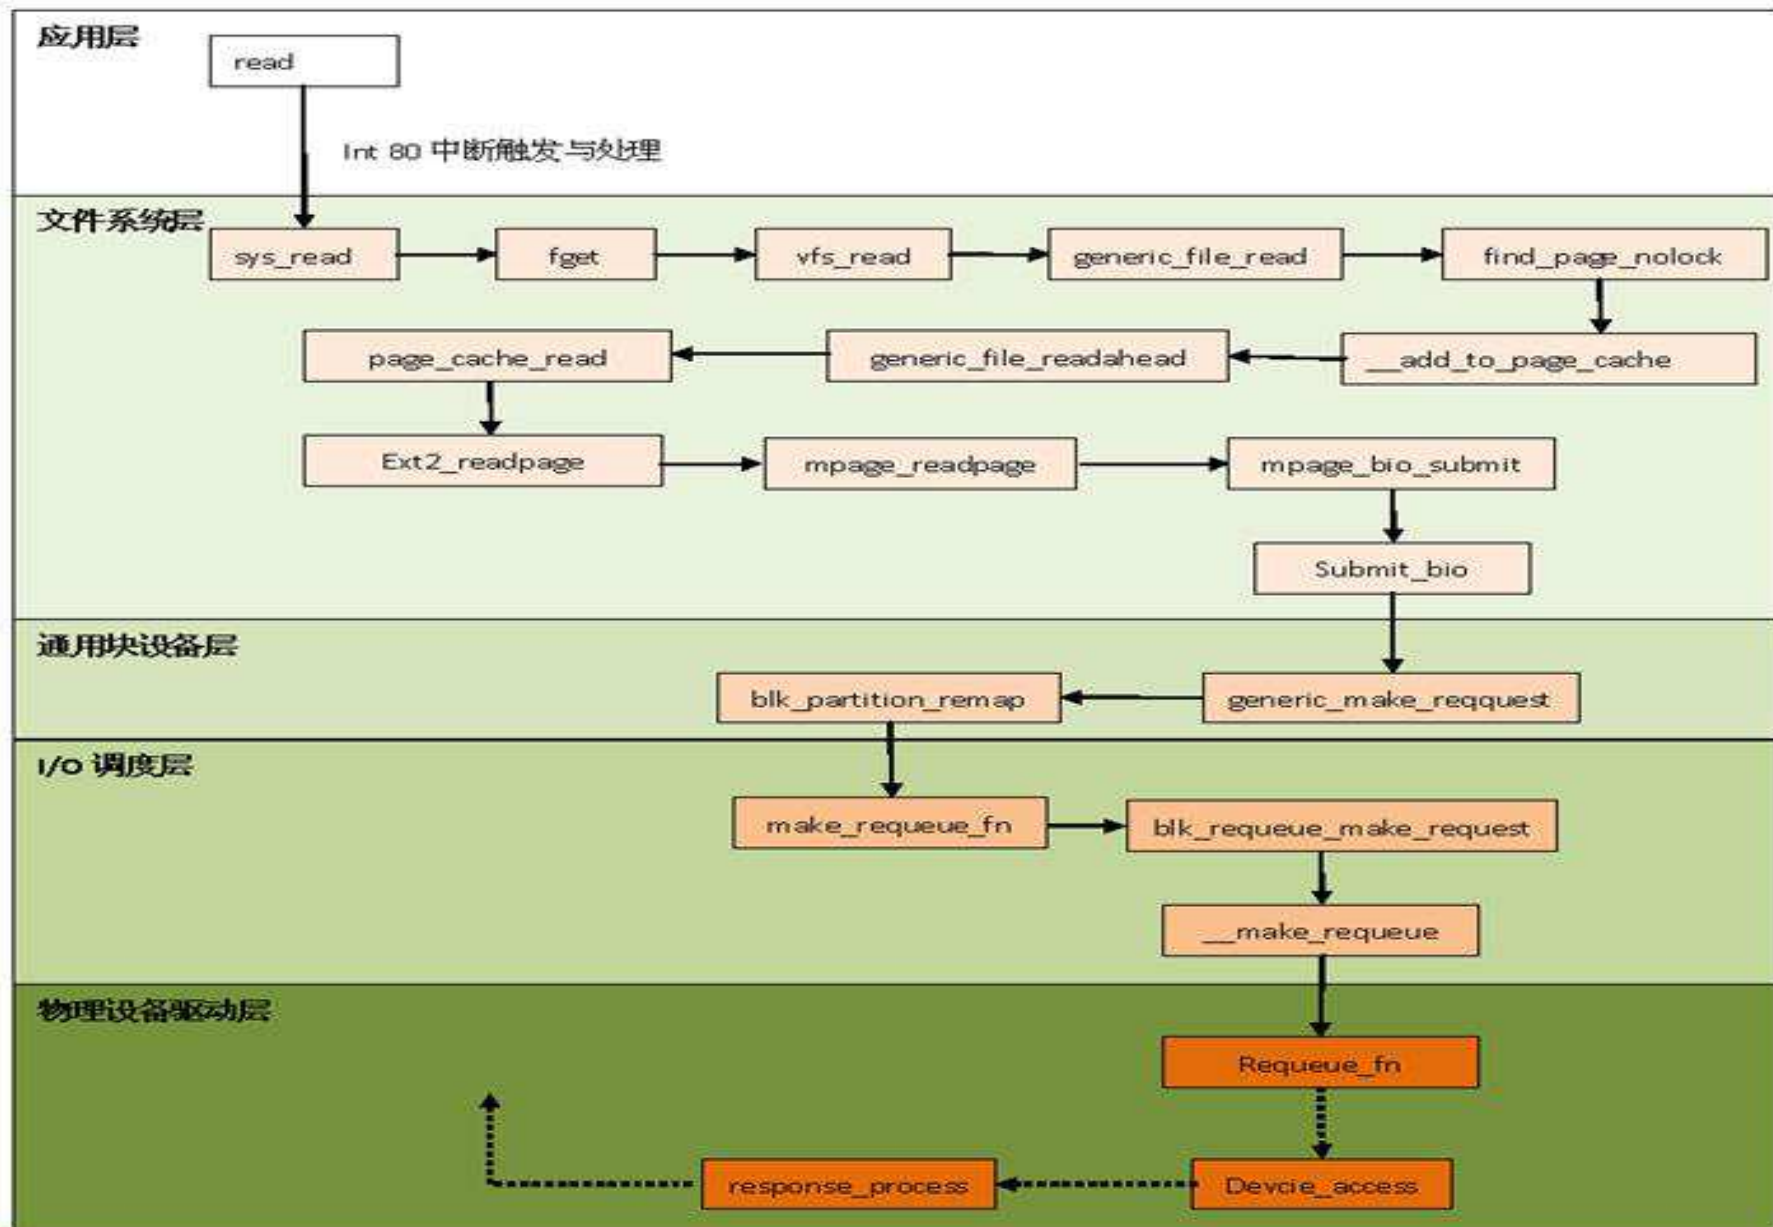 应用层
read
Int 80 中断触发与处理
文件系统层
sys_read
fget
vfs_read
generic_file_read
find_page_nolock
page_cache_read
generic_file_readahead
__add_to_page_cache
Ext2_readpage
mpage_readpage
mpage_bio_submit
Submit_bio
通用块设备层
blk_partition_remap
generic_make_reqquest
I/O 调度层
make_requeue_fn
blk_requeue_make_request
__make_requeue
物理设备驱动层
Requeue_fn
response_process
Devcie_access